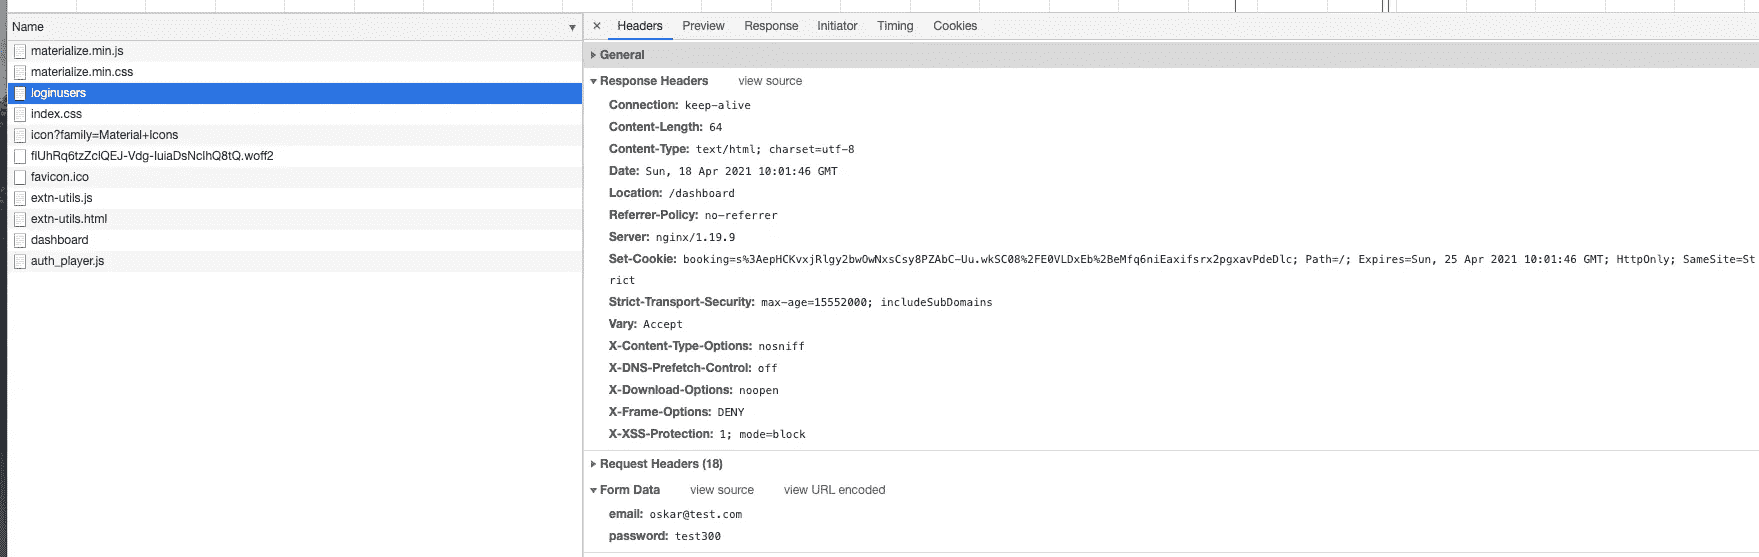 Name
materialize.min.js
materialize.min.css
loginusers
index.css
icon?family=Material+Icons
flUhRq6tzZclQEJ-Vdg-IuiaDsNcIhQ8tQ.woff2
favicon.ico
extn-utils.js
extn-utils.html
dashboard
auth_player.js
Headers Preview Response Initiator Timing Cookies
General
Response Headers view source
Connection: keep-alive
Content-Length: 64
Content-Type: text/html; charset=utf-8
Date: Sun, 18 Apr 2021 10:01:46 GMT
Location: /dashboard
Referrer-Policy: no-referrer
Server: nginx/1.19.9
Set-Cookie: booking=s%3AepHCKvxjRlgy2bwOwNxsCsy8PZAbC-Uu.wkSC08%2FE0VLDxEb%2BeMfq6niEaxifsrx2pgxavPdeDlc; Path=/; Expires=Sun, 25 Apr 2021 10:01:46 GMT; HttpOnly; SameSite=St
rict
Strict-Transport-Security: max-age=15552000; includeSubDomains
Vary: Accept
X-Content-Type-Options: nosniff
X-DNS-Prefetch-Control: off
X-Download-Options: noopen
X-Frame-Options: DENY
X-XSS-Protection: 1; mode=block
Request Headers (18)
Form Data view source view URL encoded
email: oskar@test.com
password: test300